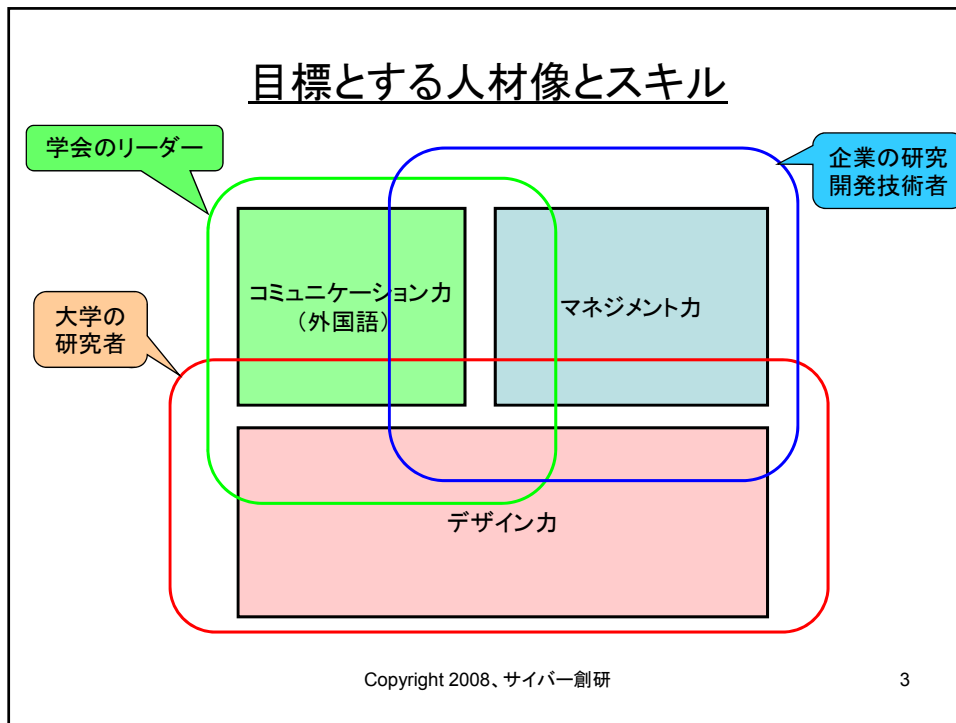 目標とする人材像とスキル
学会のリーダー
企業の研究
開発技術者
コミュニケーション力
（外国語）
マネジメント力
大学の
研究者
デザイン力
Copyright 2008、サイバー創研
3